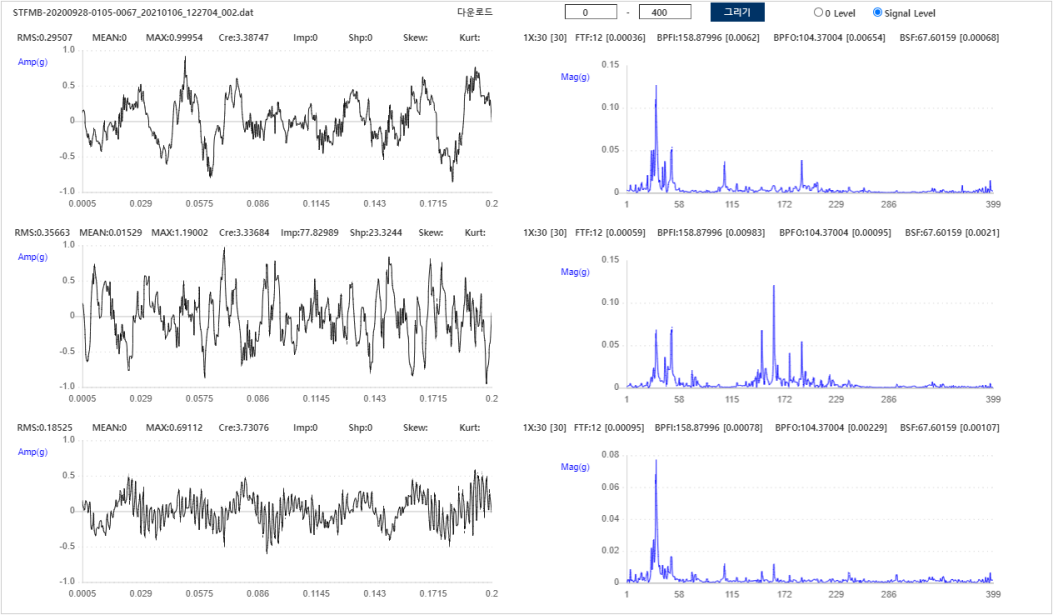 STFMB-20200928-0105-0067_20210106_122704_002.dat 다운로드 0 - 400 그리기 0 Level Signal Level
RMS:0.29507 MEAN:0 MAX:0.99954 Cre:3.38747 Imp:0 Shp:0 Skew: Kurt: 1X:30 [30] FTF:12 [0.00036] BPFI:158.87996 [0.0062] BPFO:104.37004 [0.00654] BSF:67.60159 [0.00068]
1.0
Amp(g)
0.5
0
-0.5
-1.0
0.0005 0.029 0.0575 0.086 0.1145 0.143 0.1715 0.2
0.15
Mag(g)
0.10
0.05
0
1 58 115 172 229 286 399
RMS:0.35663 MEAN:0.01529 MAX:1.19002 Cre:3.33684 Imp:77.82989 Shp:23.3244 Skew: Kurt: 1X:30 [30] FTF:12 [0.00059] BPFI:158.87996 [0.00983] BPFO:104.37004 [0.00095] BSF:67.60159 [0.0021]
1.0
Amp(g)
0.5
0
-0.5
-1.0
0.0005 0.029 0.0575 0.086 0.1145 0.143 0.1715 0.2
0.15
Mag(g)
0.10
0.05
0
1 58 115 172 229 286 399
RMS:0.18525 MEAN:0 MAX:0.69112 Cre:3.73076 Imp:0 Shp:0 Skew: Kurt: 1X:30 [30] FTF:12 [0.00095] BPFI:158.87996 [0.00078] BPFO:104.37004 [0.00229] BSF:67.60159 [0.00107]
1.0
Amp(g)
0.5
0
-0.5
-1.0
0.0005 0.029 0.0575 0.086 0.1145 0.143 0.1715 0.2
0.08
Mag(g)
0.06
0.04
0.02
0
1 58 115 172 229 286 399